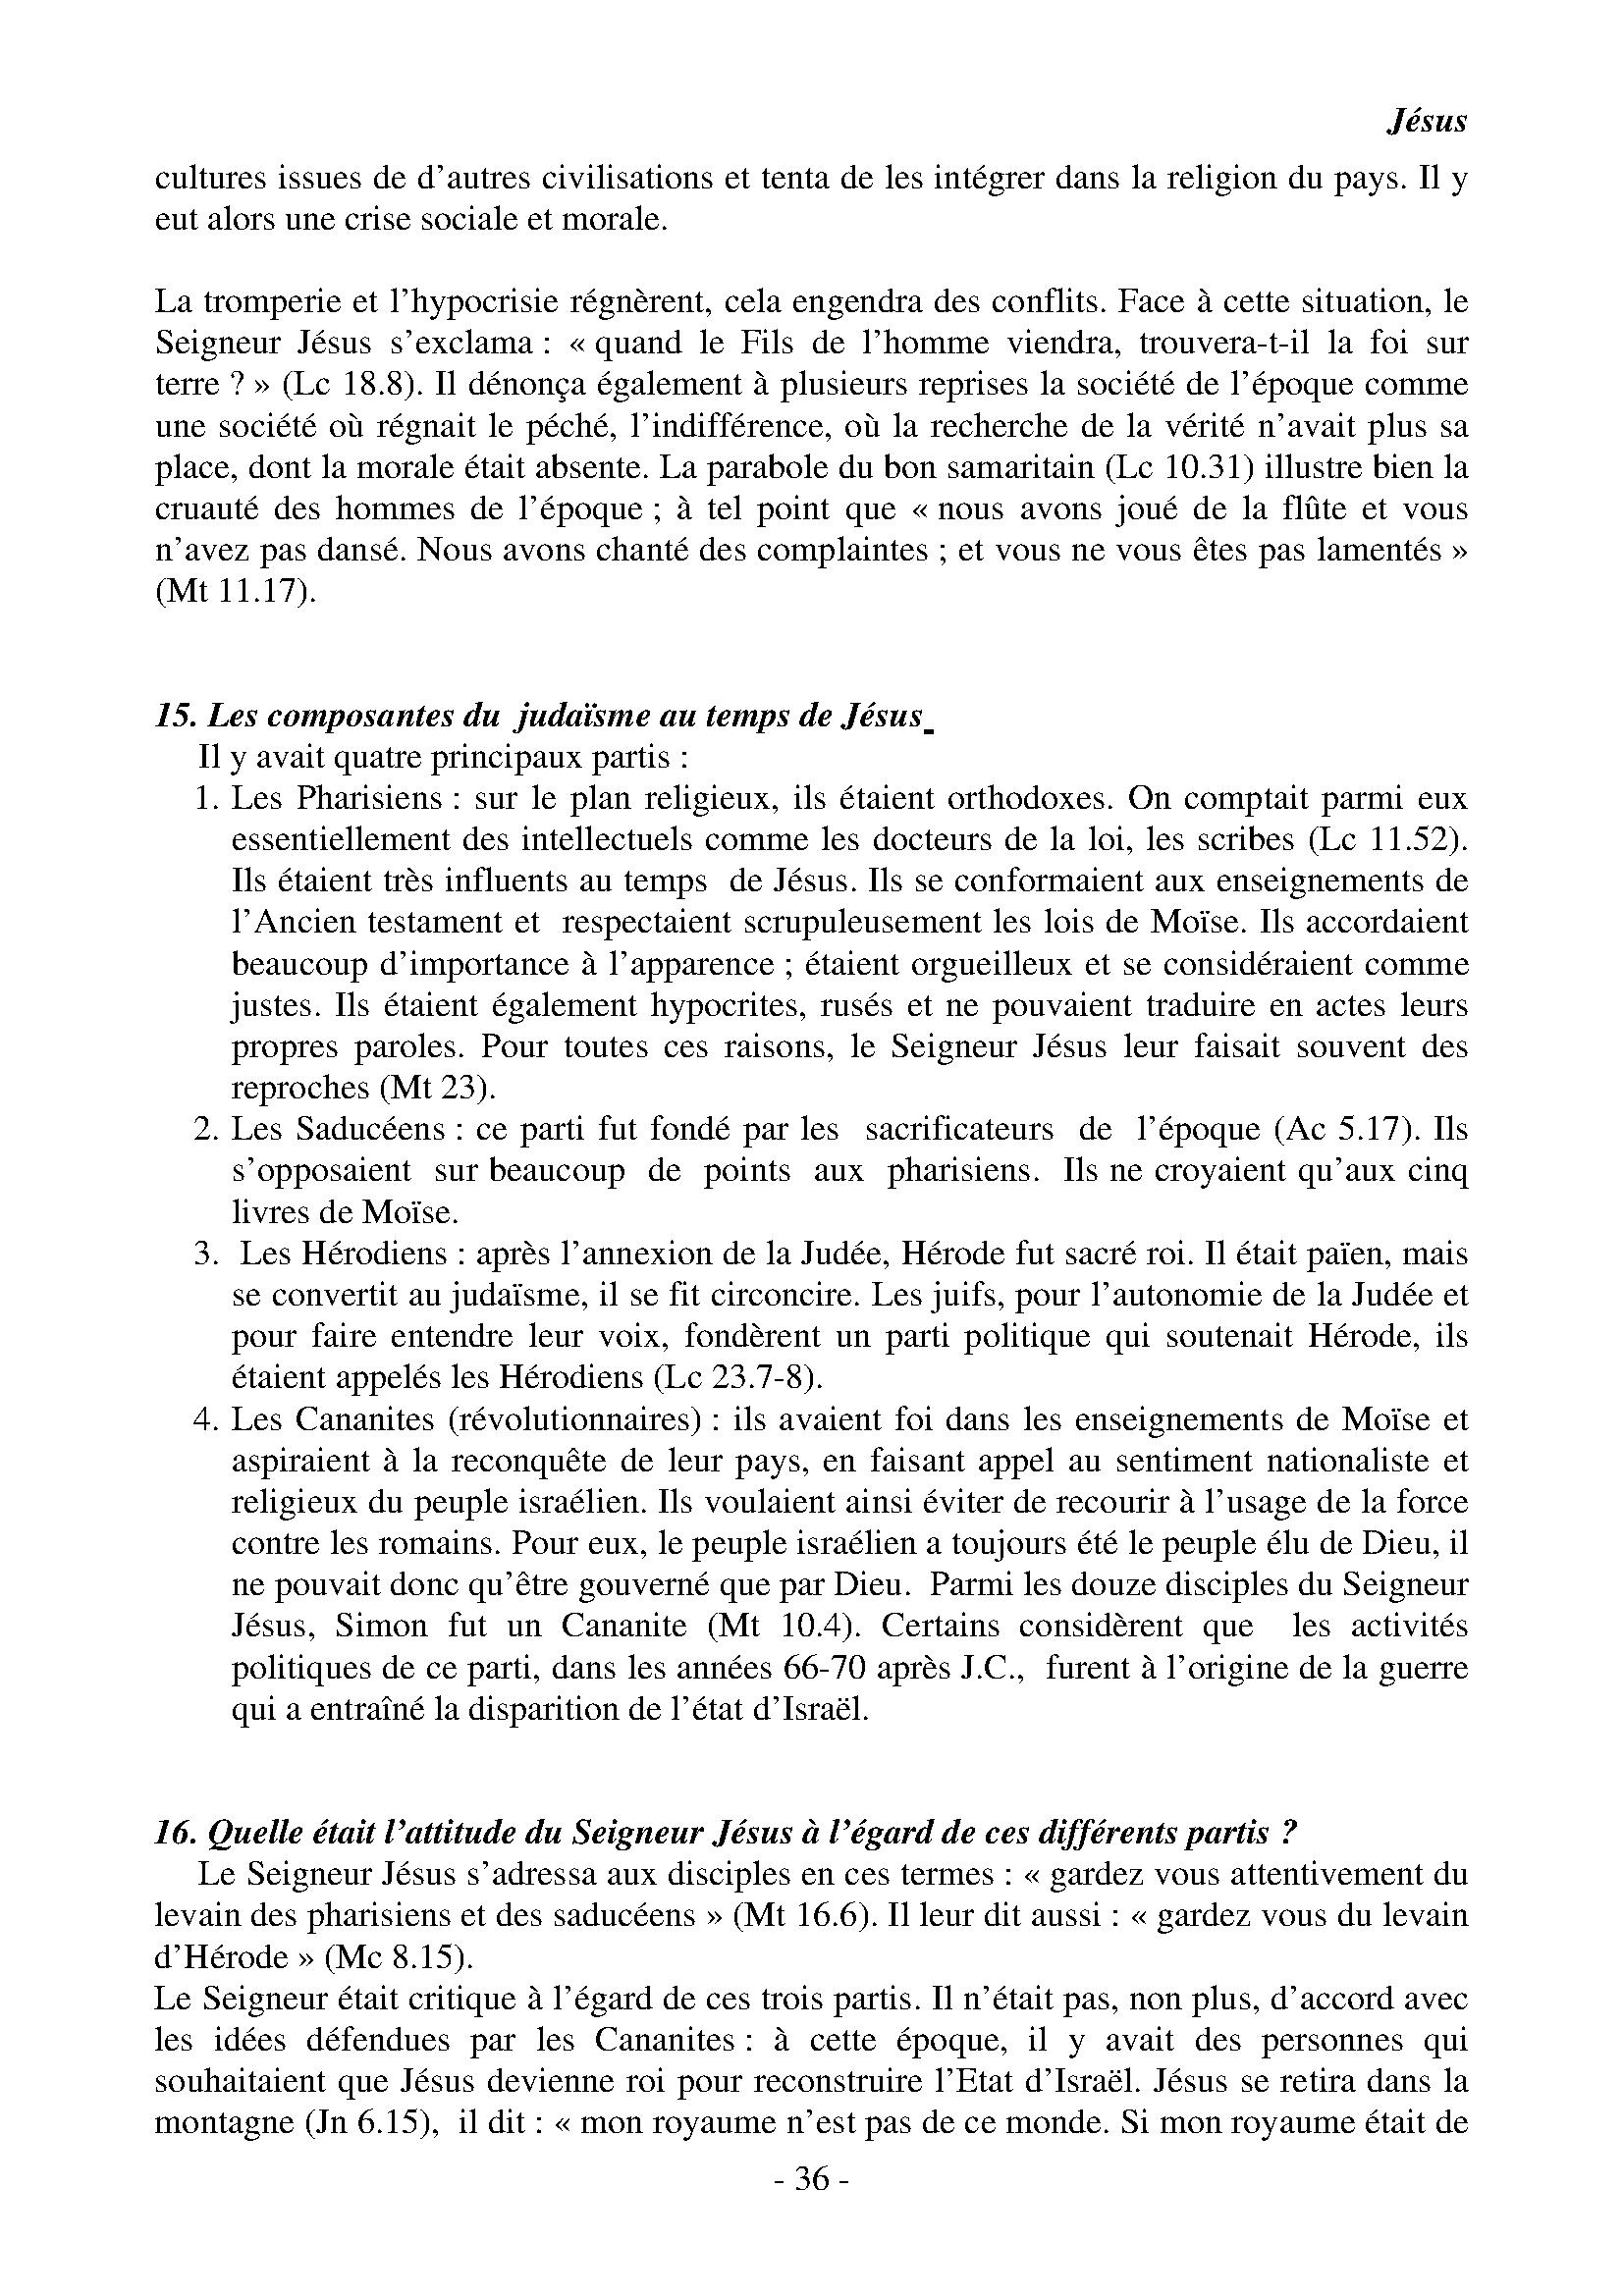 Jésus
cultures issues de d’autres civilisations et tenta de les intégrer dans la religion du pays. Il y
eut alors une crise sociale et morale.
La tromperie et l’hypocrisie régnèrent, cela engendra des conflits. Face à cette situation, le
Seigneur Jésus s’exclama : « quand le Fils de l’homme viendra, trouvera-t-il la foi sur
terre ? » (Lc 18.8). Il dénonça également à plusieurs reprises la société de l’époque comme
une société où régnait le péché, l’indifférence, où la recherche de la vérité n’avait plus sa
place, dont la morale était absente. La parabole du bon samaritain (Lc 10.31) illustre bien la
cruauté des hommes de l’époque ; à tel point que « nous avons joué de la flûte et vous
n’avez pas dansé. Nous avons chanté des complaintes ; et vous ne vous êtes pas lamentés »
(Mt 11.17).
15. Les composantes du judaïsme au temps de Jésus
Il y avait quatre principaux partis :
1. Les Pharisiens : sur le plan religieux, ils étaient orthodoxes. On comptait parmi eux
essentiellement des intellectuels comme les docteurs de la loi, les scribes (Lc 11.52).
Ils étaient très influents au temps de Jésus. Ils se conformaient aux enseignements de
l’Ancien testament et respectaient scrupuleusement les lois de Moïse. Ils accordaient
beaucoup d’importance à l’apparence ; étaient orgueilleux et se considéraient comme
justes. Ils étaient également hypocrites, rusés et ne pouvaient traduire en actes leurs
propres paroles. Pour toutes ces raisons, le Seigneur Jésus leur faisait souvent des
reproches (Mt 23).
2. Les Saducéens : ce parti fut fondé par les sacrificateurs de l’époque (Ac 5.17). Ils
s’opposaient sur beaucoup de points aux pharisiens. Ils ne croyaient qu’aux cinq
livres de Moïse.
3. Les Hérodiens : après l’annexion de la Judée, Hérode fut sacré roi. Il était païen, mais
se convertit au judaïsme, il se fit circoncire. Les juifs, pour l’autonomie de la Judée et
pour faire entendre leur voix, fondèrent un parti politique qui soutenait Hérode, ils
étaient appelés les Hérodiens (Lc 23.7-8).
4. Les Cananites (révolutionnaires) : ils avaient foi dans les enseignements de Moïse et
aspiraient à la reconquête de leur pays, en faisant appel au sentiment nationaliste et
religieux du peuple israélien. Ils voulaient ainsi éviter de recourir à l’usage de la force
contre les romains. Pour eux, le peuple israélien a toujours été le peuple élu de Dieu, il
ne pouvait donc qu’être gouverné que par Dieu. Parmi les douze disciples du Seigneur
Jésus, Simon fut un Cananite (Mt 10.4). Certains considèrent que les activités
politiques de ce parti, dans les années 66-70 après J.C., furent à l’origine de la guerre
qui a entraîné la disparition de l’état d’Israël.
16. Quelle était l’attitude du Seigneur Jésus à l’égard de ces différents partis ?
Le Seigneur Jésus s’adressa aux disciples en ces termes : « gardez vous attentivement du
levain des pharisiens et des saducéens » (Mt 16.6). Il leur dit aussi : « gardez vous du levain
d’Hérode » (Mc 8.15).
Le Seigneur était critique à l’égard de ces trois partis. Il n’était pas, non plus, d’accord avec
les idées défendues par les Cananites : à cette époque, il y avait des personnes qui
souhaitaient que Jésus devienne roi pour reconstruire l’Etat d’Israël. Jésus se retira dans la
montagne (Jn 6.15), il dit : « mon royaume n’est pas de ce monde. Si mon royaume était de
- 36 -